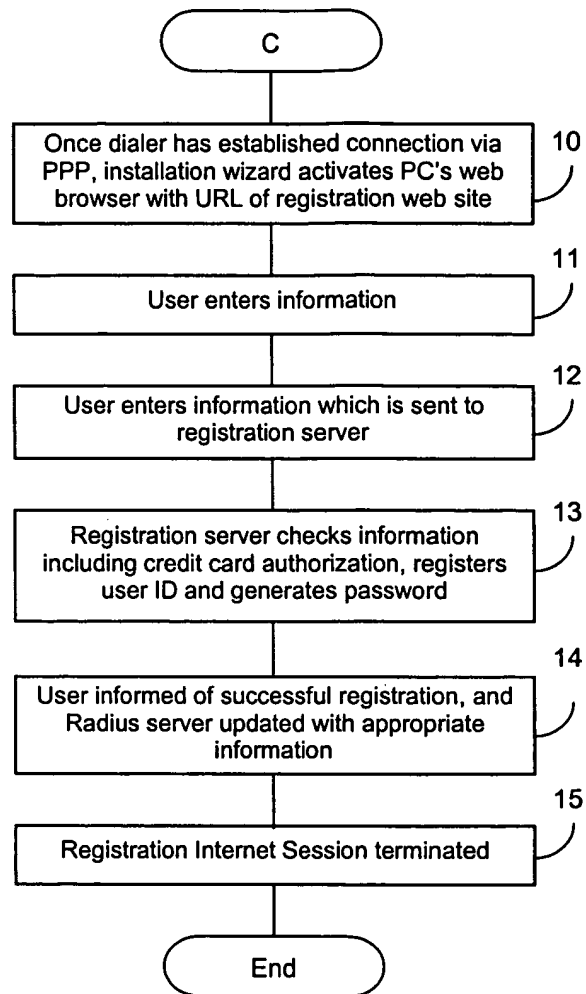 C
Once dialer has established connection via
PPP, installation wizard activates PC's web
browser with URL of registration web site
10
User enters information
11
User enters information which is sent to
registration server
12
Registration server checks information
including credit card authorization, registers
user ID and generates password
13
User informed of successful registration, and
Radius server updated with appropriate
information
14
Registration Internet Session terminated
15
End